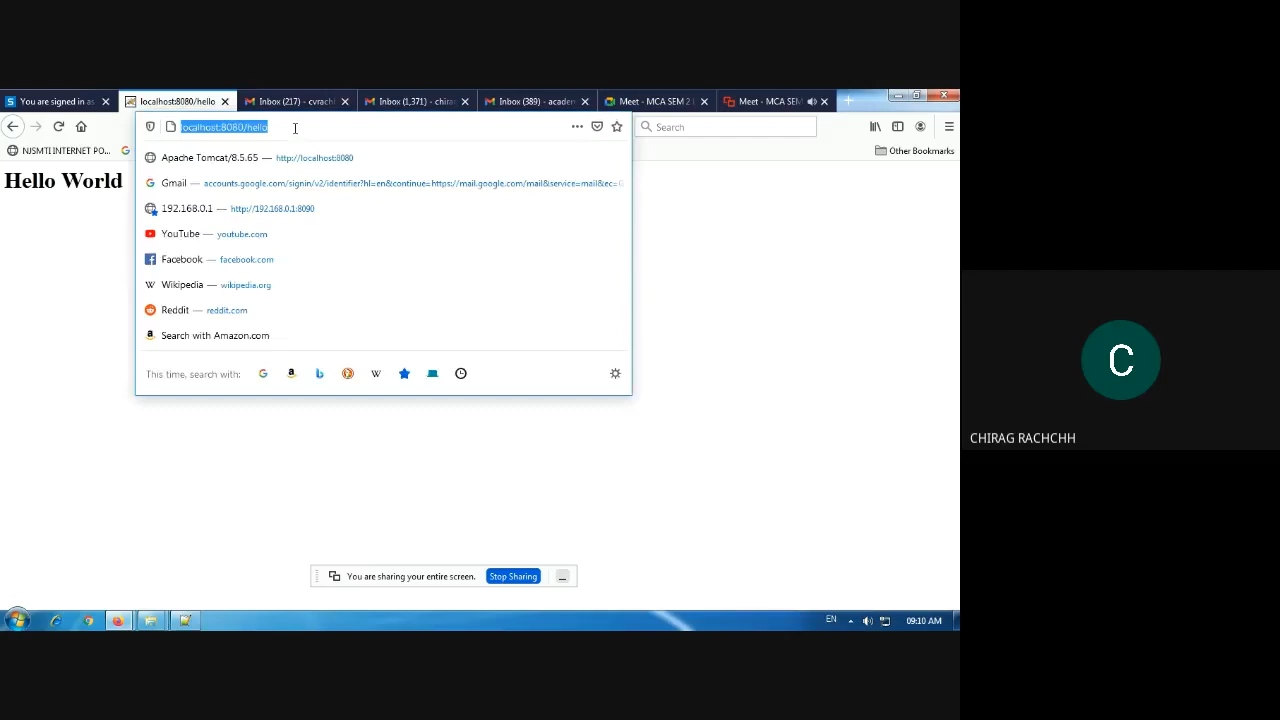 You are signed in as
localhost:8080/hello
Inbox (217) - cvrachl
Inbox (1,371) - chira
Inbox (389) - acaden
Meet - MCA SEM 2
Meet - MCA SEM
localhost:8080/hello
Search
NJSMTI INTERNET PO...
Other Bookmarks
Hello World
Apache Tomcat/8.5.65 — http://localhost:8080
Gmail — accounts.google.com/signin/v2/identifier?hl=en&continue=https://mail.google.com/mail&service=mail&ec=
192.168.0.1 — http://192.168.0.1:8090
YouTube — youtube.com
Facebook — facebook.com
Wikipedia — wikipedia.org
Reddit — reddit.com
Search with Amazon.com
This time, search with:
C
CHIRAG RACHCHH
You are sharing your entire screen.
Stop Sharing
EN
09:10 AM